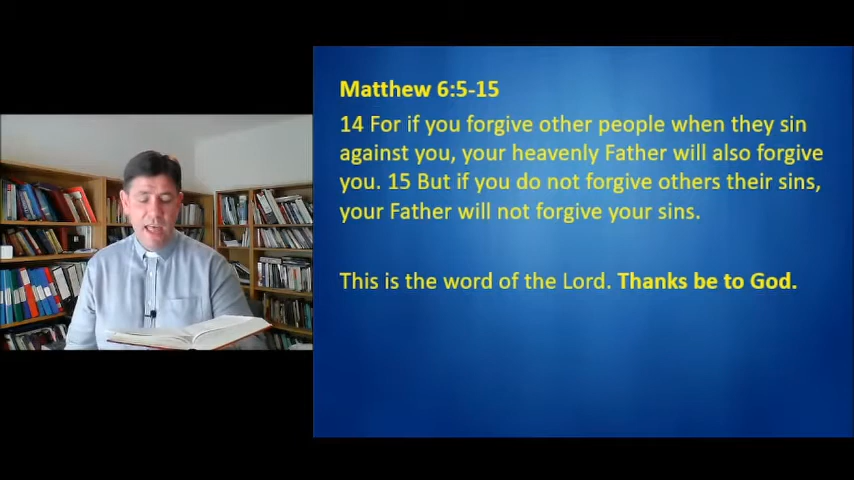 Matthew 6:5-15
14 For if you forgive other people when they sin
against you, your heavenly Father will also forgive
you. 15 But if you do not forgive others their sins,
your Father will not forgive your sins.
This is the word of the Lord. Thanks be to God.